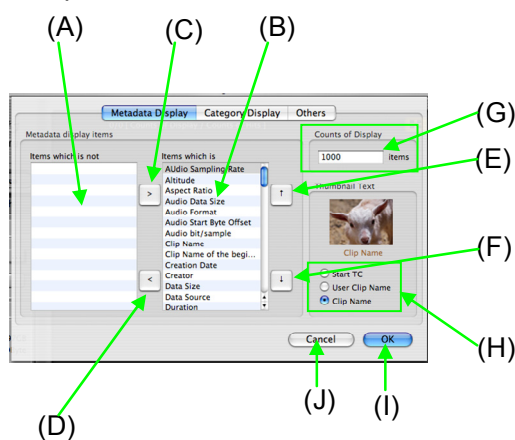 (A)
(C)
(B)
Metadata Display
Category Display
Others
(G)
Metadata display items
Counts of Display
Items which is not
Items which is
1000
items
AUdio Sampling Rate
(E)
Altitude
Thumbnail Text
Aspect Ratio
>
↑
Audio Data Size
Audio Format
Audio Start Byte Offset
Audio bit/sample
Clip Name
Clip Name
Clip Name of the begi...
(F)
Creation Date
Creator
Start TC
<
↓
Data Size
User Clip Name
Data Source
Clip Name
Duration
(H)
Cancel
OK
(D)
(J)
(I)